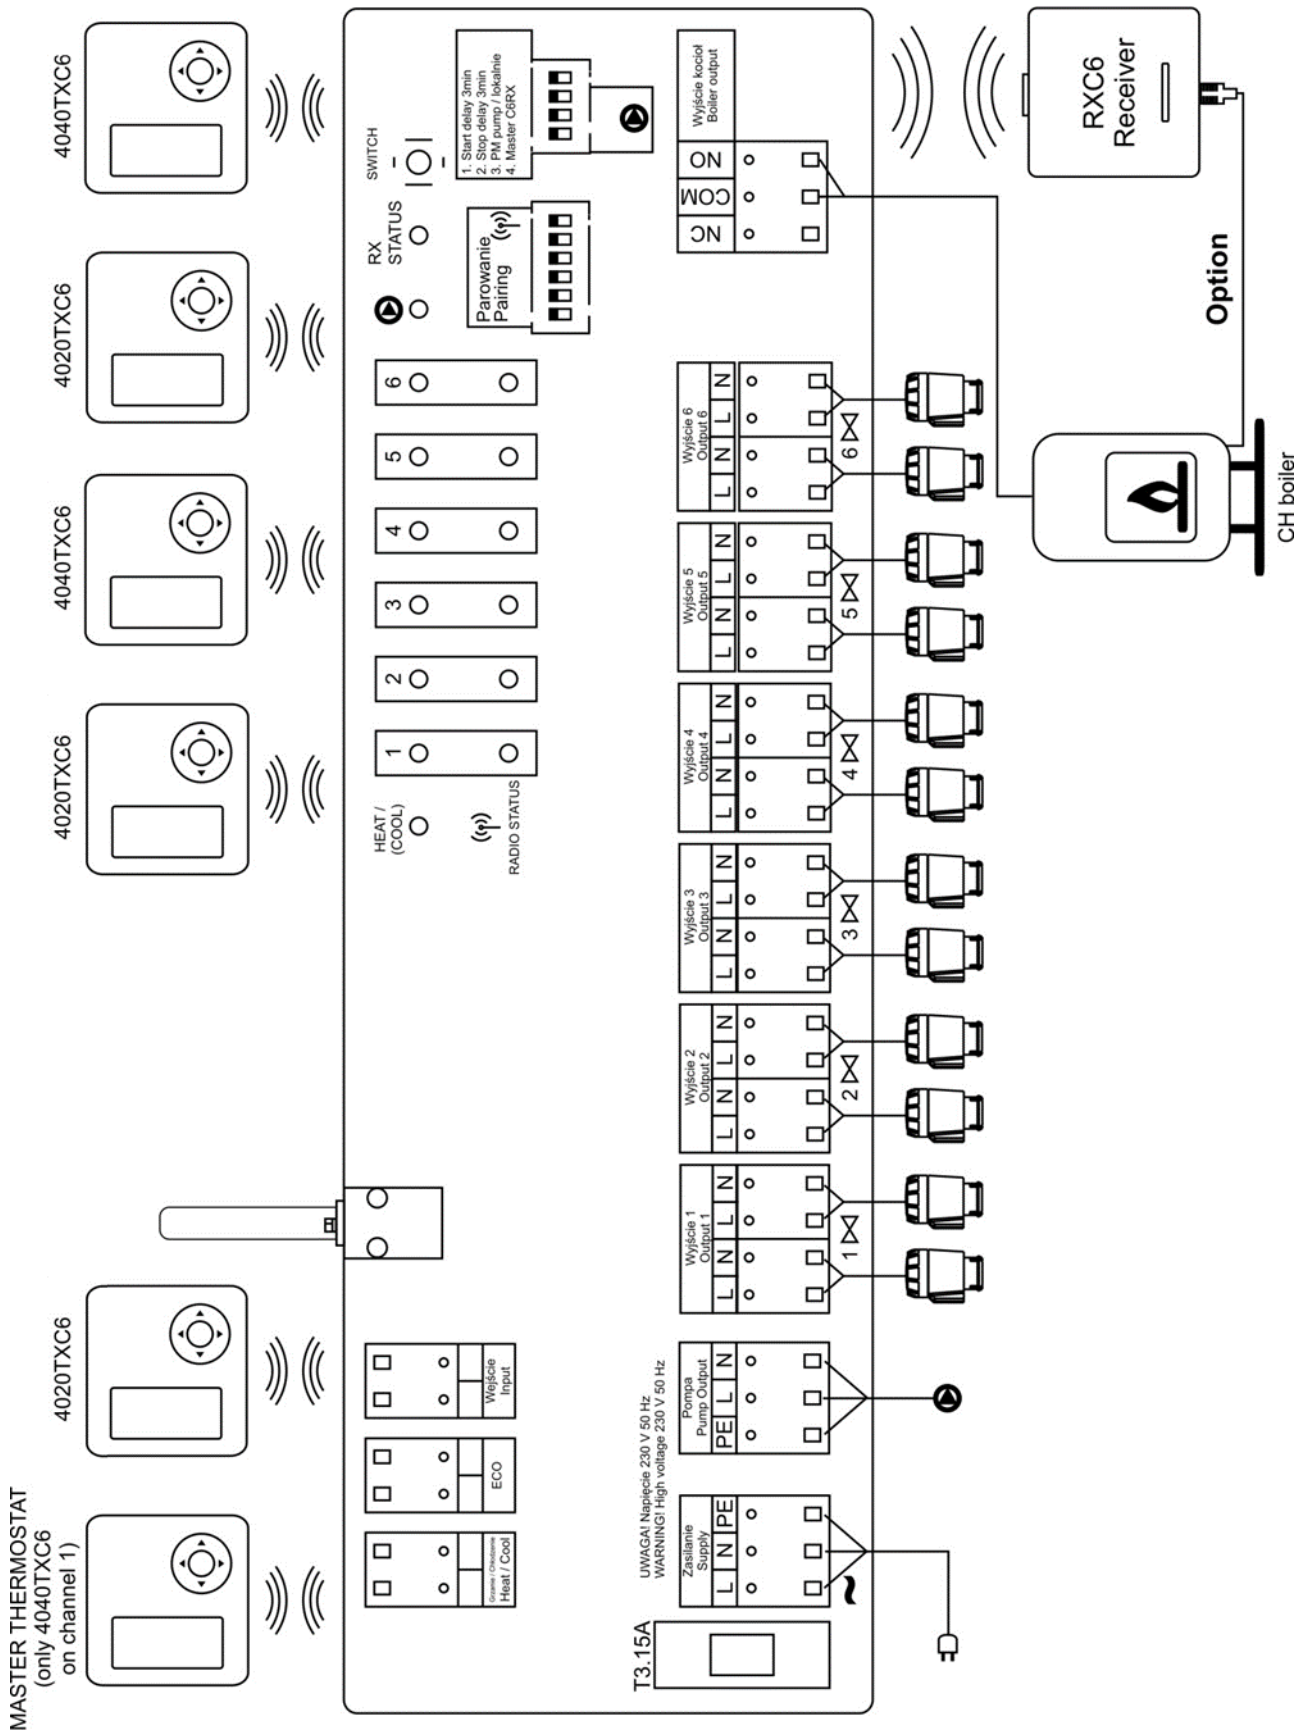 MASTER THERMOSTAT
(only 4040TXC6
on channel 1)
4020TXC6
4020TXC6
4040TXC6
4020TXC6
4040TXC6
Grzanie / Chłodzenie
Heat / Cool
ECO
Wejście
Input
HEAT /
(COOL)
RADIO STATUS
1
2
3
4
5
6
RX
STATUS
SWITCH
Parowanie
Pairing
1. Start delay 3min
2. Stop delay 3min
3. PM pump / lokalnie
4. Master C6RX
T3.15A
UWAGA! Napięcie 230 V 50 Hz
WARNING! High voltage 230 V 50 Hz
Zasilanie
Supply
L N PE
~
Pompa
Pump Output
PE L N
Wyjście 1
Output 1
L N L N
1
Wyjście 2
Output 2
L N L N
2
Wyjście 3
Output 3
L N L N
3
Wyjście 4
Output 4
L N L N
4
Wyjście 5
Output 5
L N L N
5
Wyjście 6
Output 6
L N L N
6
NC COM NO
Wyjście kocioł
Boiler output
RXC6
Receiver
Option
CH boiler